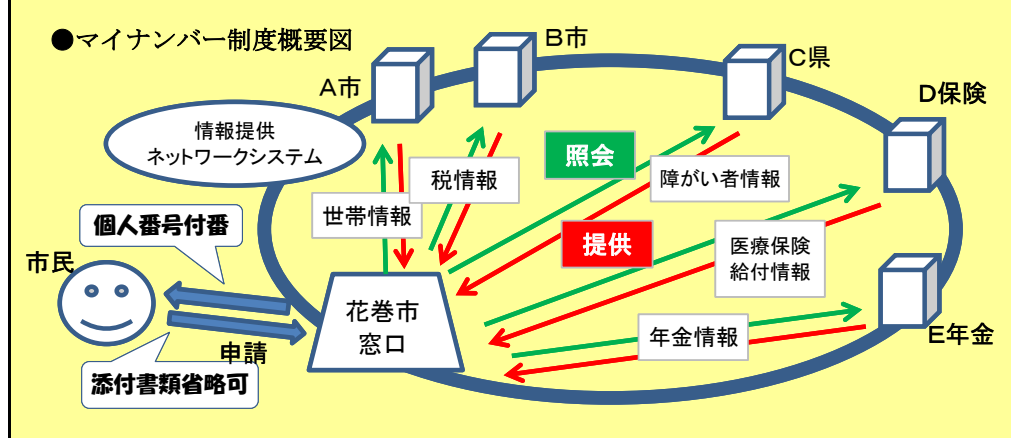 ●マイナンバー制度概要図
A市
B市
C県
D保険
情報提供
ネットワークシステム
照会
税情報
障がい者情報
世帯情報
個人番号付番
提供
医療保険
給付情報
市民
花巻市
窓口
年金情報
E年金
申請
添付書類省略可